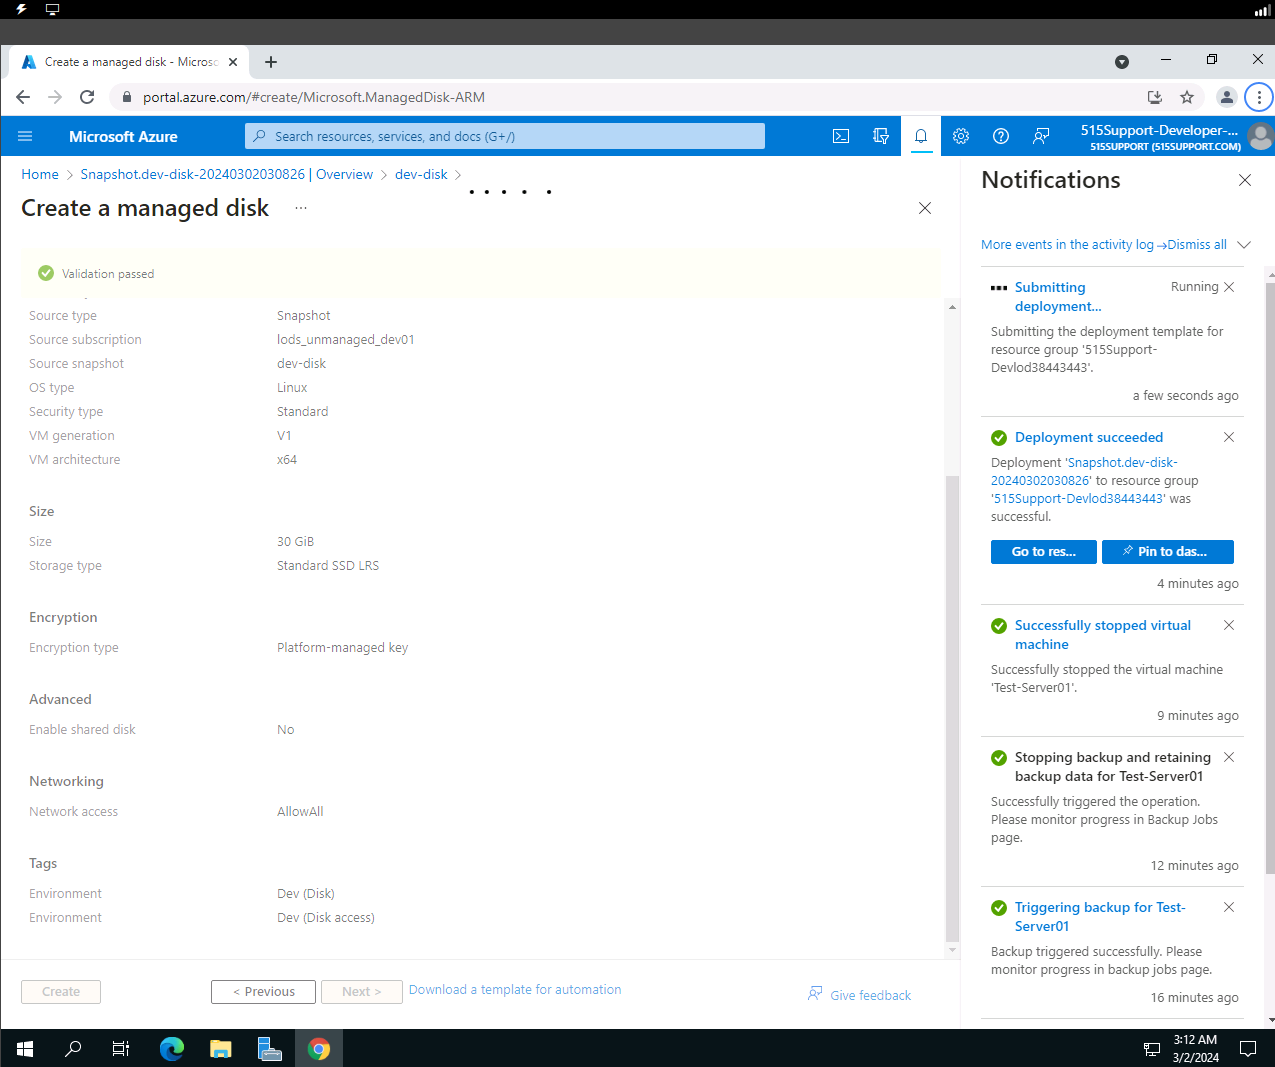 Create a managed disk - Microso
portal.azure.com/#create/Microsoft.ManagedDisk-ARM
Microsoft Azure
Search resources, services, and docs (G+/)
515Support-Developer-...
515SUPPORT (515SUPPORT.COM)
Home > Snapshot.dev-disk-20240302030826 | Overview > dev-disk >
Create a managed disk ...
Validation passed
Source type Snapshot
Source subscription lods_unmanaged_dev01
Source snapshot dev-disk
OS type Linux
Security type Standard
VM generation V1
VM architecture x64
Size
Size 30 GiB
Storage type Standard SSD LRS
Encryption
Encryption type Platform-managed key
Advanced
Enable shared disk No
Networking
Network access AllowAll
Tags
Environment Dev (Disk)
Environment Dev (Disk access)
Create
< Previous
Next >
Download a template for automation
Give feedback
Notifications
More events in the activity log → Dismiss all
Submitting Running
deployment...
Submitting the deployment template for
resource group '515Support-
Devlod38443443'.
a few seconds ago
Deployment succeeded
Deployment 'Snapshot.dev-disk-
20240302030826' to resource group
'515Support-Devlod38443443' was
successful.
Go to res...
Pin to das...
4 minutes ago
Successfully stopped virtual
machine
Successfully stopped the virtual machine
'Test-Server01'.
9 minutes ago
Stopping backup and retaining
backup data for Test-Server01
Successfully triggered the operation.
Please monitor progress in Backup Jobs
page.
12 minutes ago
Triggering backup for Test-
Server01
Backup triggered successfully. Please
monitor progress in backup jobs page.
16 minutes ago
3:12 AM
3/2/2024